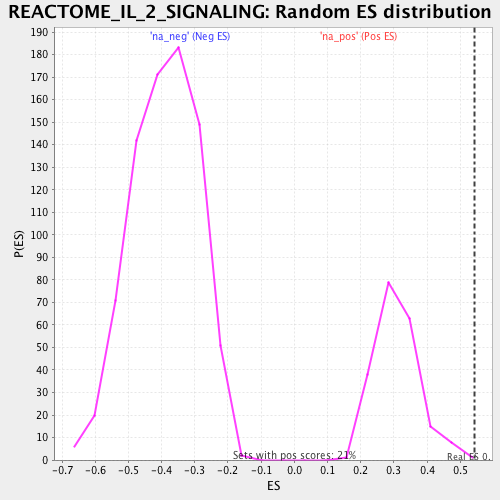 REACTOME_IL_2_SIGNALING: Random ES distribution
'na_neg' (Neg ES)
'na_pos' (Pos ES)
190
180
170
160
150
140
130
120
110
100
90
80
70
60
50
40
30
20
10
0
P(ES)
Sets with pos scores: 21%
Real ES 0.
-0.7 -0.6 -0.5 -0.4 -0.3 -0.2 -0.1 0.0 0.1 0.2 0.3 0.4 0.5
ES